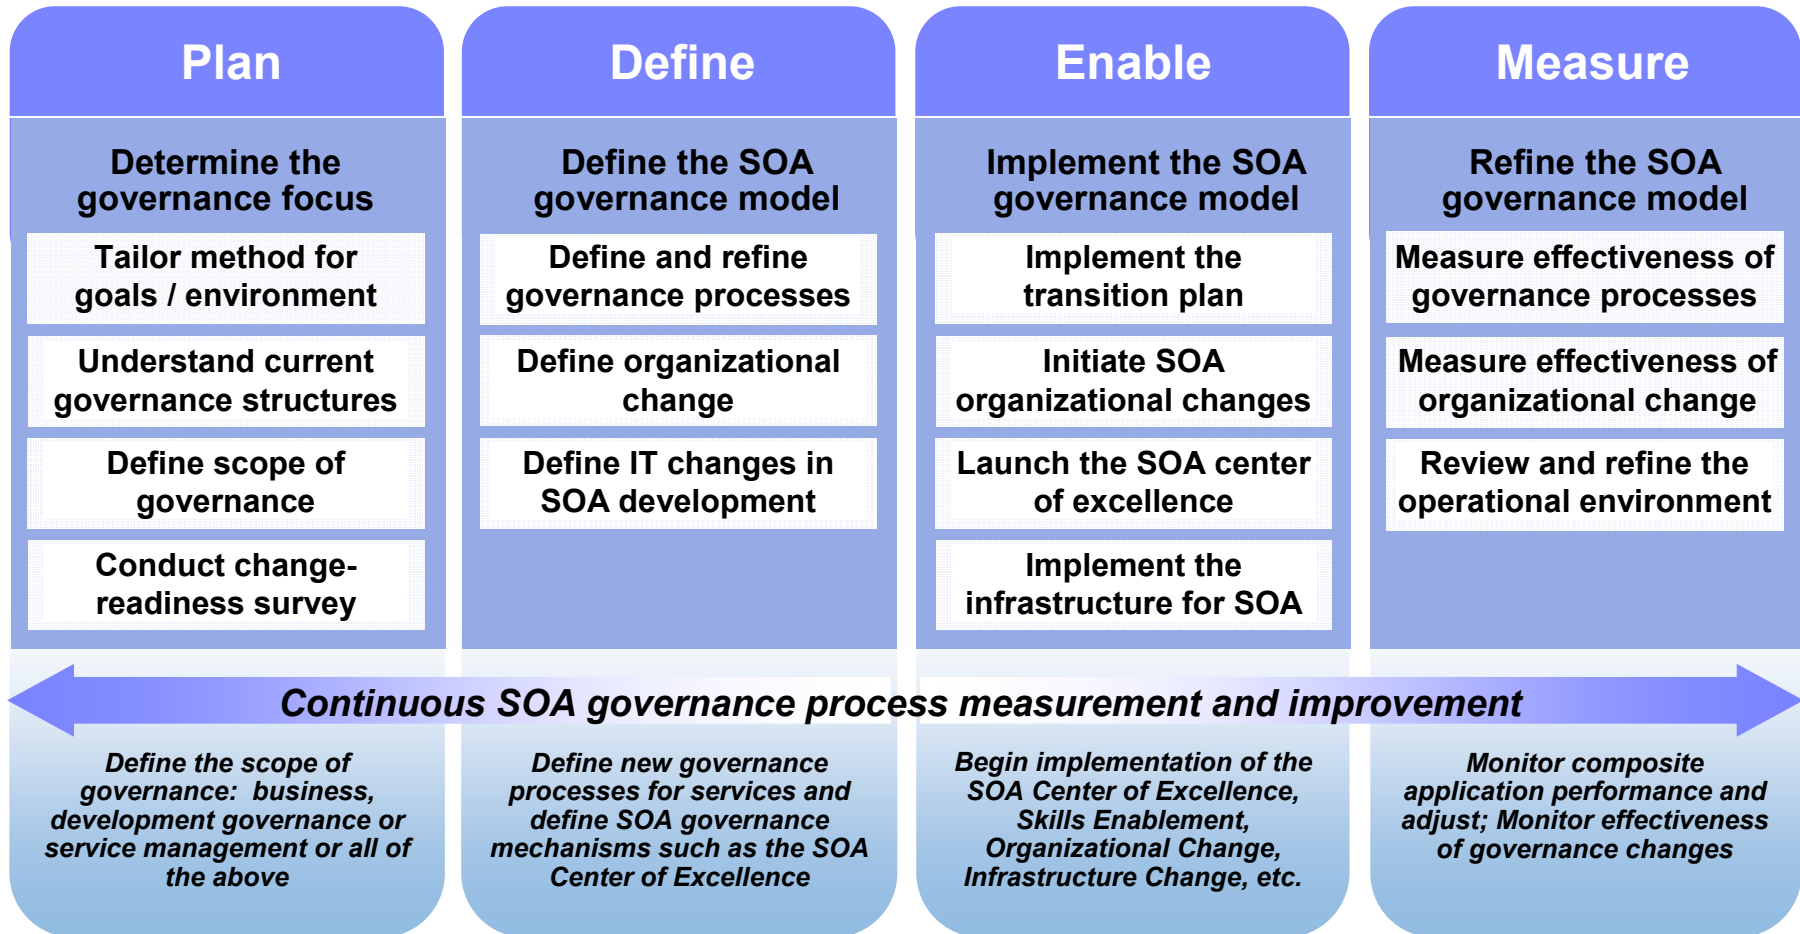 Plan
Determine the
governance focus
Tailor method for
goals / environment
Understand current
governance structures
Define scope of
governance
Conduct change-
readiness survey
Define
Define the SOA
governance model
Define and refine
governance processes
Define organizational
change
Define IT changes in
SOA development
Enable
Implement the SOA
governance model
Implement the
transition plan
Initiate SOA
organizational changes
Launch the SOA center
of excellence
Implement the
infrastructure for SOA
Measure
Refine the SOA
governance model
Measure effectiveness of
governance processes
Measure effectiveness of
organizational change
Review and refine the
operational environment
Continuous SOA governance process measurement and improvement
Define the scope of
governance:  business,
development governance or
service management or all of
the above
Define new governance
processes for services and
define SOA governance
mechanisms such as the SOA
Center of Excellence
Begin implementation of the
SOA Center of Excellence,
Skills Enablement,
Organizational Change,
Infrastructure Change, etc.
Monitor composite
application performance and
adjust; Monitor effectiveness
of governance changes